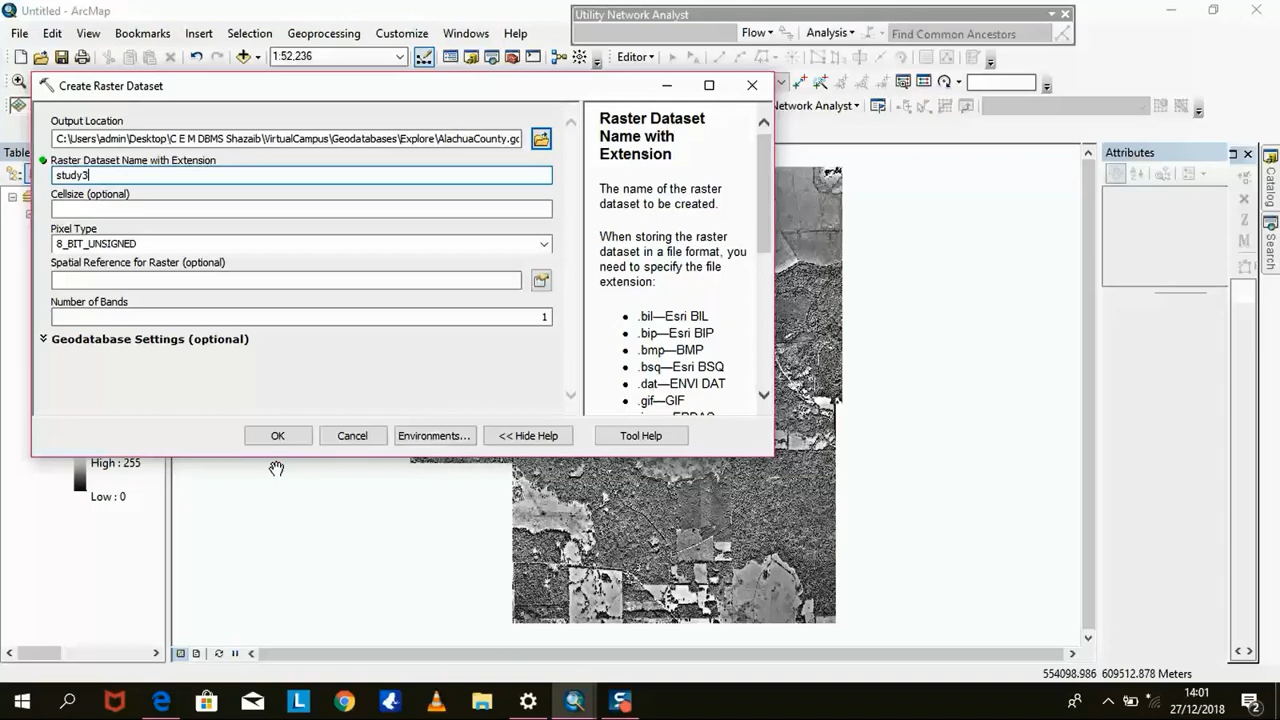 Untitled - ArcMap
Utility Network Analyst
File Edit View Bookmarks Insert Selection Geoprocessing Customize Windows Help
Flow Analysis Find Common Ancestors
1:52,236
Editor
Create Raster Dataset
Network Analyst
Output Location
C:\Users\admin\Desktop\C E M DBMS Shazaib\VirtualCampus\Geodatabases\Explore\AlachuaCounty.gc
Raster Dataset Name with Extension
study3
Cellsize (optional)
Pixel Type
8_BIT_UNSIGNED
Spatial Reference for Raster (optional)
Number of Bands
1
Geodatabase Settings (optional)
Raster Dataset
Name with
Extension
The name of the raster
dataset to be created.
When storing the raster
dataset in a file format, you
need to specify the file
extension:
.bil—Esri BIL
.bip—Esri BIP
.bmp—BMP
.bsq—Esri BSQ
.dat—ENVI DAT
.gif—GIF
OK Cancel Environments... << Hide Help Tool Help
Table
High : 255
Low : 0
Attributes
Catalog
Search
554098.986 609512.878 Meters
14:01
27/12/2018
2